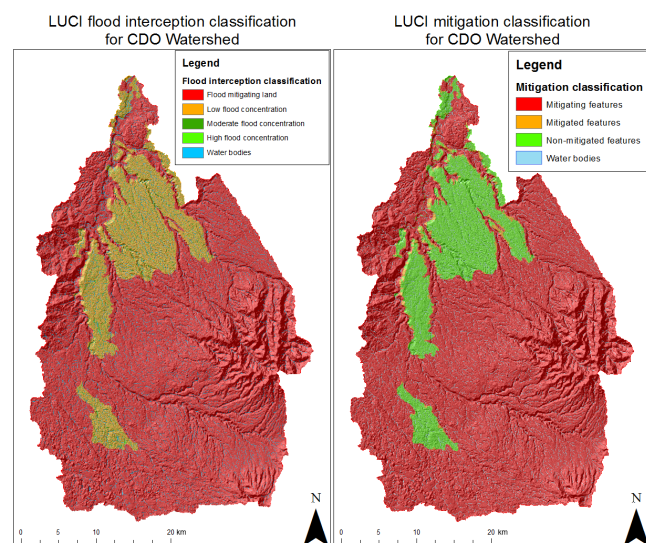 LUCI flood interception classification
for CDO Watershed
Legend
Flood interception classification
Flood mitigating land
Low flood concentration
Moderate flood concentration
High flood concentration
Water bodies
N
0 5 10 20 km
LUCI mitigation classification
for CDO Watershed
Legend
Mitigation classification
Mitigating features
Mitigated features
Non-mitigated features
Water bodies
N
0 5 10 20 km